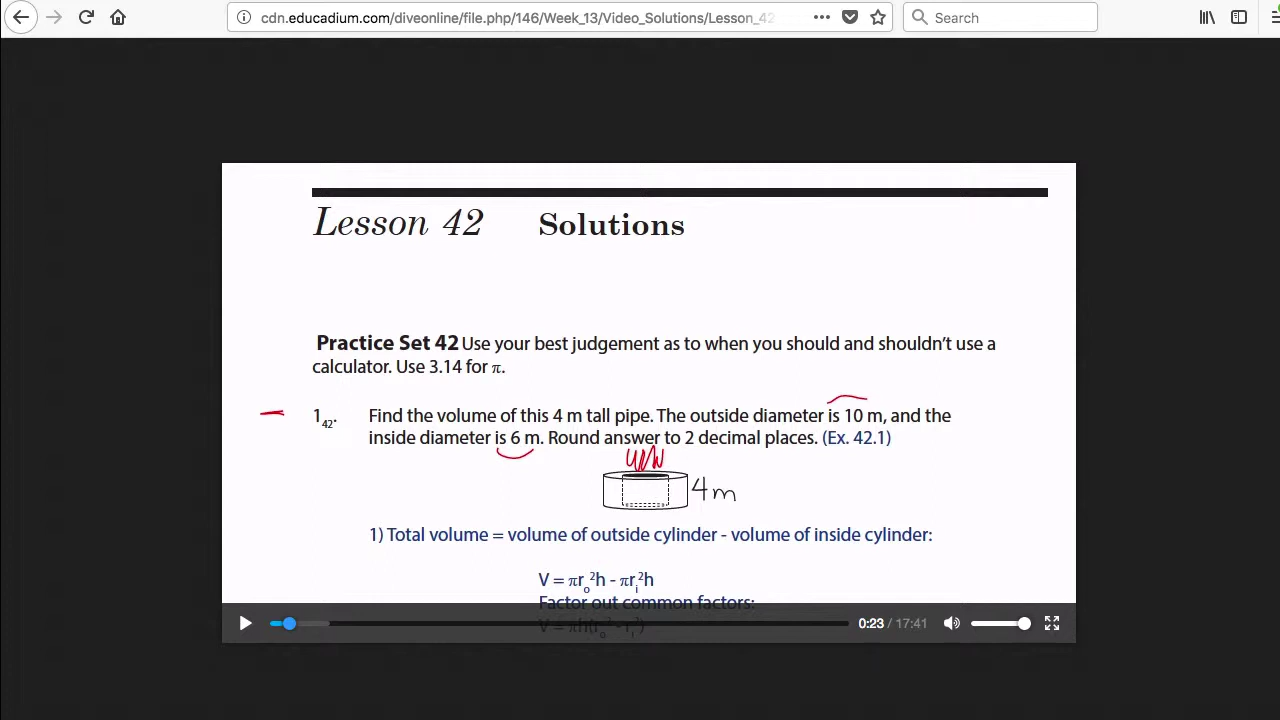 cdn.educadium.com/diveonline/file.php/146/Week_13/Video_Solutions/Lesson_42
Search
Lesson 42 Solutions
Practice Set 42 Use your best judgement as to when you should and shouldn't use a
calculator. Use 3.14 for π.
1₄₂. Find the volume of this 4 m tall pipe. The outside diameter is 10 m, and the
inside diameter is 6 m. Round answer to 2 decimal places. (Ex. 42.1)
4m
1) Total volume = volume of outside cylinder - volume of inside cylinder:
V = πrₒ²h - πrᵢ²h
Factor out common factors:
V = πh(rₒ² - rᵢ²)
0:23 / 17:41